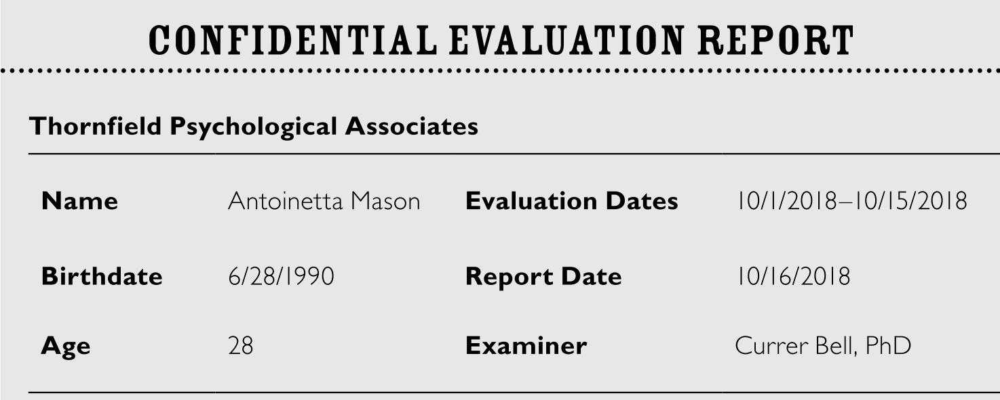 CONFIDENTIAL EVALUATION REPORT
Thornfield Psychological Associates
Name Antoinetta Mason Evaluation Dates 10/1/2018–10/15/2018
Birthdate 6/28/1990 Report Date 10/16/2018
Age 28 Examiner Currer Bell, PhD